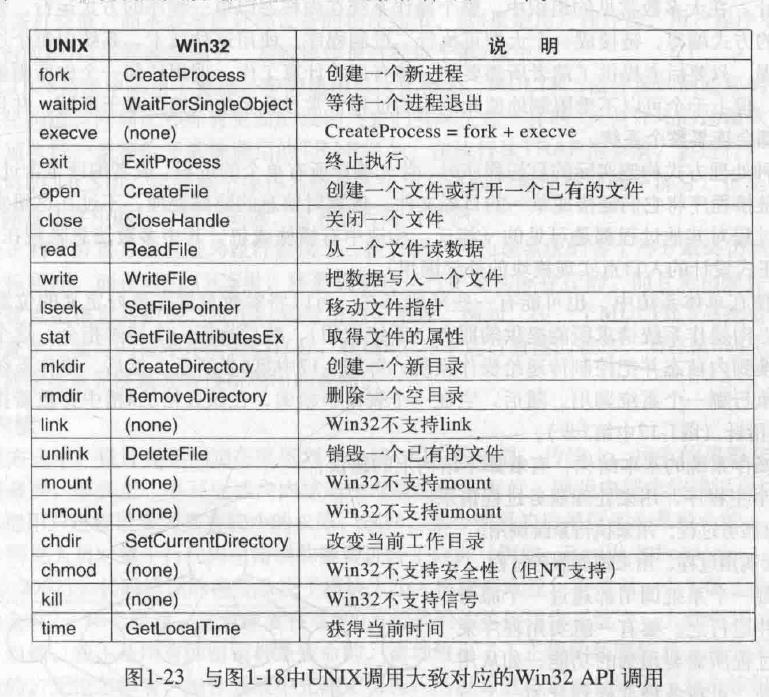 UNIX Win32 说 明
fork CreateProcess 创建一个新进程
waitpid WaitForSingleObject 等待一个进程退出
execve (none) CreateProcess = fork + execve
exit ExitProcess 终止执行
open CreateFile 创建一个文件或打开一个已有的文件
close CloseHandle 关闭一个文件
read ReadFile 从一个文件读数据
write WriteFile 把数据写入一个文件
lseek SetFilePointer 移动文件指针
stat GetFileAttributesEx 取得文件的属性
mkdir CreateDirectory 创建一个新目录
rmdir RemoveDirectory 删除一个空目录
link (none) Win32不支持link
unlink DeleteFile 销毁一个已有的文件
mount (none) Win32不支持mount
umount (none) Win32不支持umount
chdir SetCurrentDirectory 改变当前工作目录
chmod (none) Win32不支持安全性（但NT支持）
kill (none) Win32不支持信号
time GetLocalTime 获得当前时间
图1-23 与图1-18中UNIX调用大致对应的Win32 API 调用